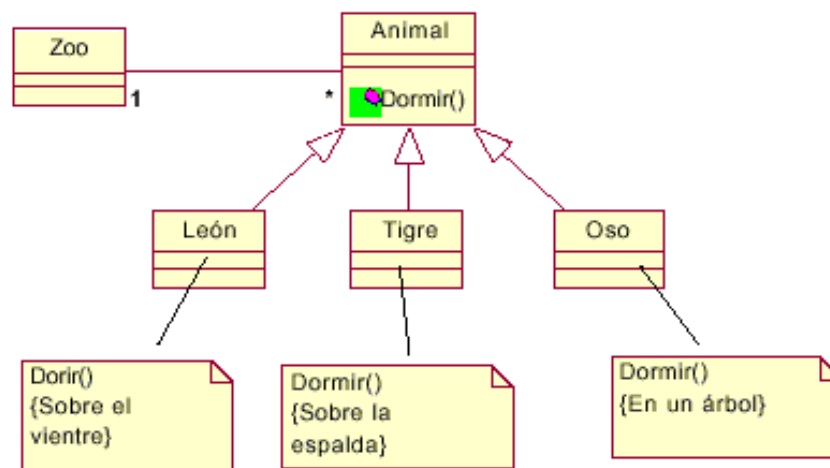 Zoo
Animal
1
*
Dormir()
León
Tigre
Oso
Dorir()
{Sobre el
vientre}
Dormir()
{Sobre la
espalda}
Dormir()
{En un árbol}